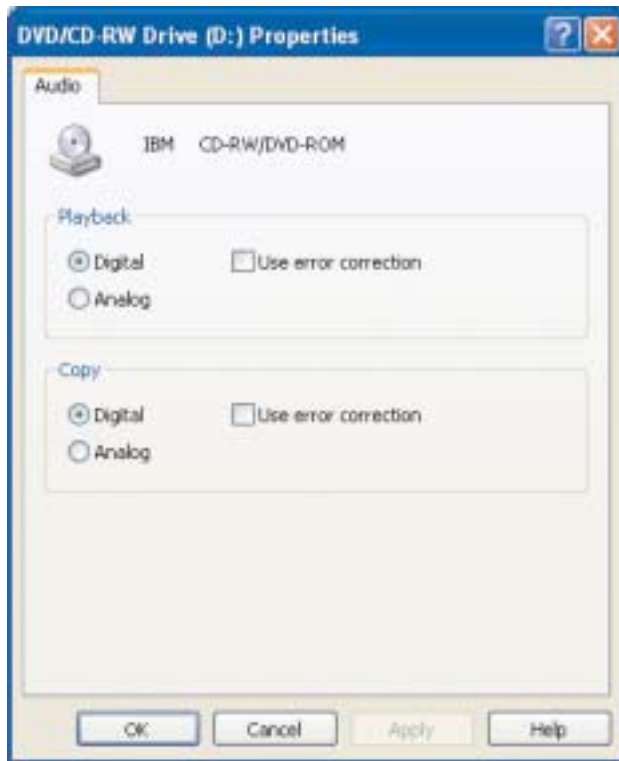 DVD/CD-RW Drive (D:) Properties
Audio
IBM CD-RW/DVD-ROM
Playback
Digital Use error correction
Analog
Copy
Digital Use error correction
Analog
OK Cancel Apply Help